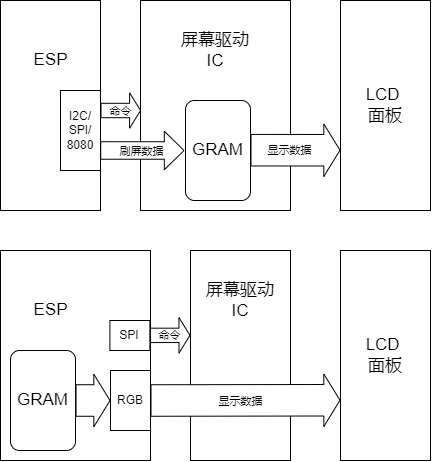 ESP
屏幕驱动
IC
LCD
面板
I2C/
SPI/
8080
命令
刷屏数据
GRAM
显示数据
ESP
屏幕驱动
IC
LCD
面板
SPI
命令
GRAM
RGB
显示数据